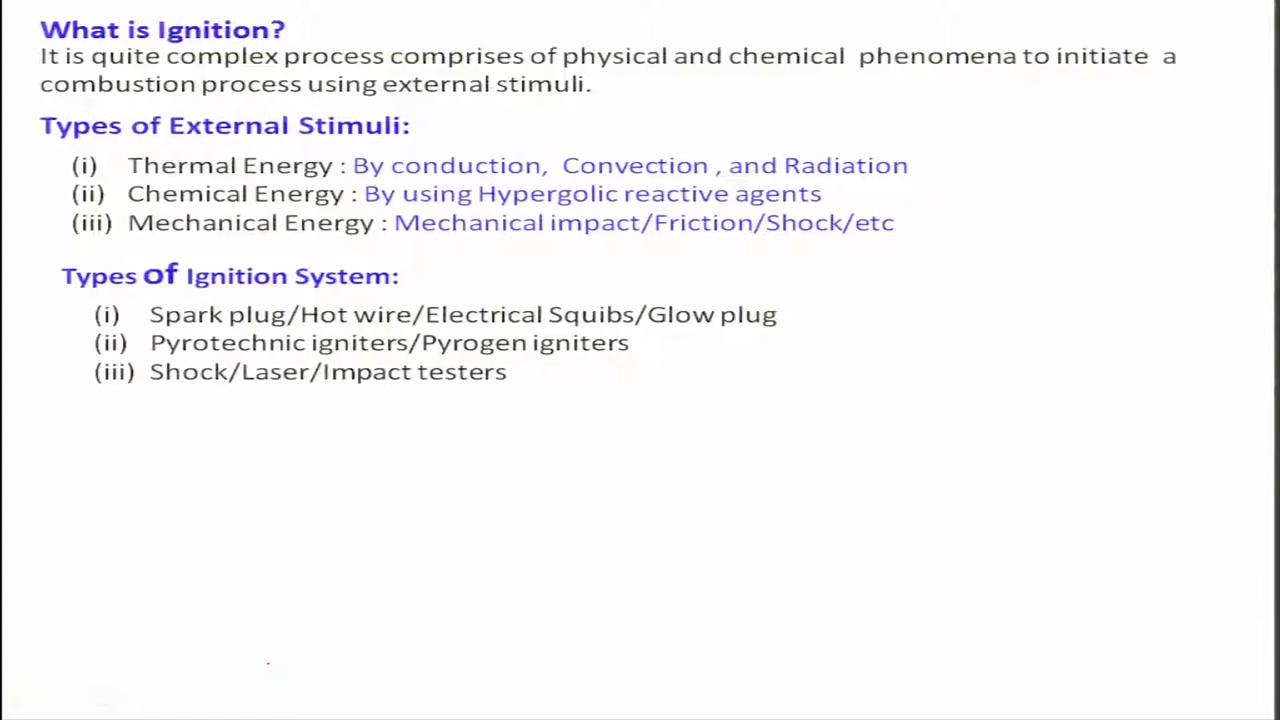 What is Ignition?
It is quite complex process comprises of physical and chemical phenomena to initiate a
combustion process using external stimuli.
Types of External Stimuli:
(i) Thermal Energy : By conduction, Convection , and Radiation
(ii) Chemical Energy : By using Hypergolic reactive agents
(iii) Mechanical Energy : Mechanical impact/Friction/Shock/etc
Types of Ignition System:
(i) Spark plug/Hot wire/Electrical Squibs/Glow plug
(ii) Pyrotechnic igniters/Pyrogen igniters
(iii) Shock/Laser/Impact testers